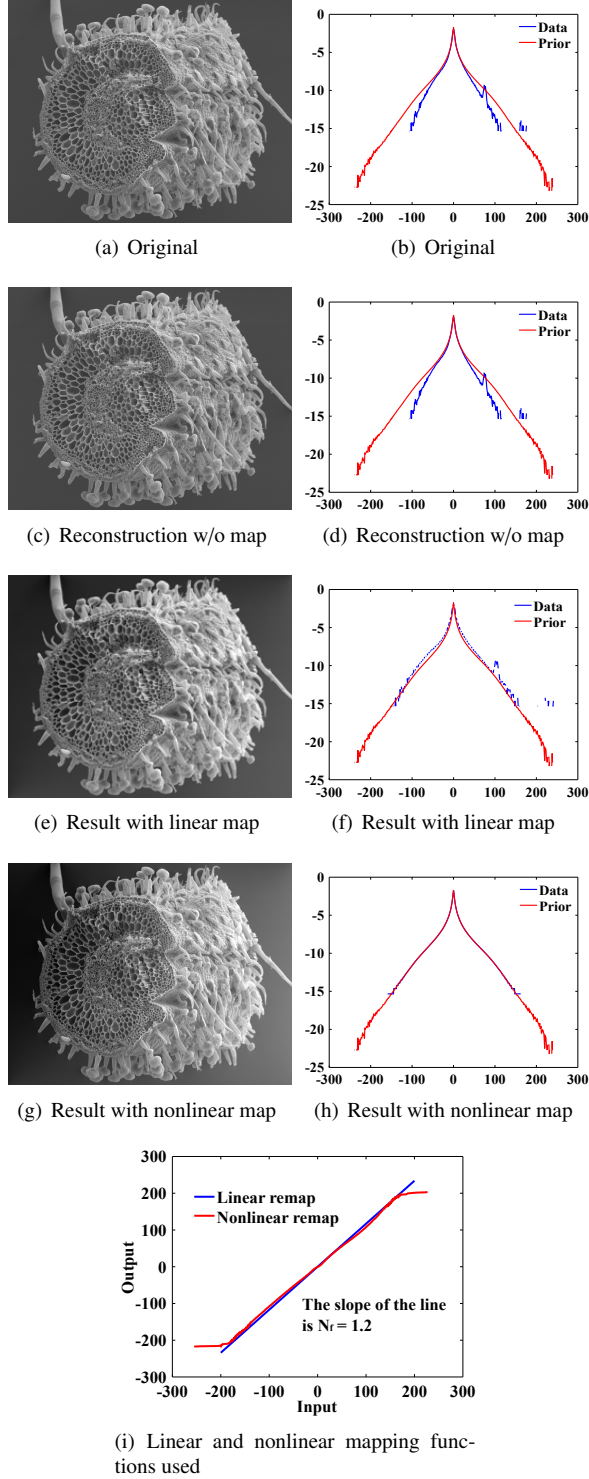 0
-5
-10
-15
-20
-25
-300 -200 -100 0 100 200 300
Data
Prior
(a) Original
(b) Original
0
-5
-10
-15
-20
-25
-300 -200 -100 0 100 200 300
Data
Prior
(c) Reconstruction w/o map
(d) Reconstruction w/o map
0
-5
-10
-15
-20
-25
-300 -200 -100 0 100 200 300
Data
Prior
(e) Result with linear map
(f) Result with linear map
0
-5
-10
-15
-20
-25
-300 -200 -100 0 100 200 300
Data
Prior
(g) Result with nonlinear map
(h) Result with nonlinear map
300
200
100
0
-100
-200
-300
Output
Linear remap
Nonlinear remap
The slope of the line
is Nf = 1.2
-300 -200 -100 0 100 200 300
Input
(i) Linear and nonlinear mapping func-
tions used